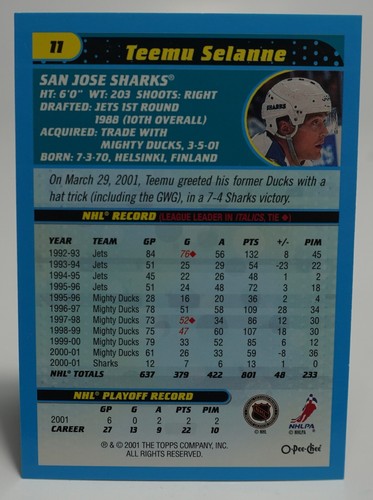 11
Teemu Selanne
SAN JOSE SHARKS®
HT: 6'0" WT: 203 SHOOTS: RIGHT
DRAFTED: JETS 1ST ROUND
1988 (10TH OVERALL)
ACQUIRED: TRADE WITH
MIGHTY DUCKS, 3-5-01
BORN: 7-3-70, HELSINKI, FINLAND
On March 29, 2001, Teemu greeted his former Ducks with a
hat trick (including the GWG), in a 7-4 Sharks victory.
NHL® RECORD (LEAGUE LEADER IN ITALICS, TIE ◆)
YEAR TEAM GP G A PTS +/- PIM
1992-93 Jets 84 76◆ 56 132 8 45
1993-94 Jets 51 25 29 54 -23 22
1994-95 Jets 45 22 26 48 1 2
1995-96 Jets 51 24 48 72 3 18
1995-96 Mighty Ducks 28 16 20 36 2 4
1996-97 Mighty Ducks 78 51 58 109 28 34
1997-98 Mighty Ducks 73 52◆ 34 86 12 30
1998-99 Mighty Ducks 75 47 60 107 18 30
1999-00 Mighty Ducks 79 33 52 85 6 12
2000-01 Mighty Ducks 61 26 33 59 -8 36
2000-01 Sharks 12 7 6 13 1 0
NHL® TOTALS 637 379 422 801 48 233
NHL® PLAYOFF RECORD
2001 6 0 2 2 2
CAREER 27 13 9 22 10
® & © 2001 THE TOPPS COMPANY, INC.
ALL RIGHTS RESERVED.
© NHL
NHLPA
© NHLPA
O-Pee-Chee